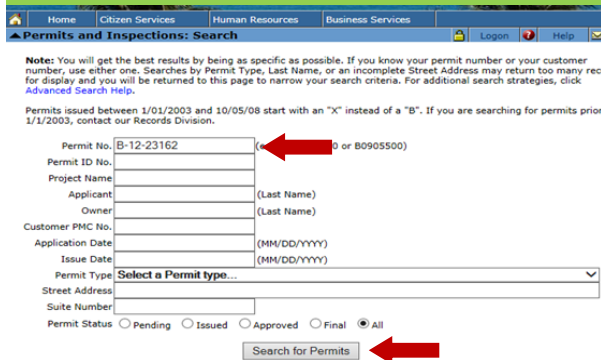 Home Citizen Services Human Resources Business Services
Permits and Inspections: Search Logon Help
Note: You will get the best results by being as specific as possible. If you know your permit number or your customer
number, use either one. Searches by Permit Type, Last Name, or an incomplete Street Address may return too many rec
for display and you will be returned to this page to narrow your search criteria. For additional search strategies, click
Advanced Search Help.
Permits issued between 1/01/2003 and 10/05/08 start with an "X" instead of a "B". If you are searching for permits prior
1/1/2003, contact our Records Division.
Permit No. B-12-23162 (e 0 or B0905500)
Permit ID No.
Project Name
Applicant (Last Name)
Owner (Last Name)
Customer PMC No.
Application Date (MM/DD/YYYY)
Issue Date (MM/DD/YYYY)
Permit Type Select a Permit type...
Street Address
Suite Number
Permit Status Pending Issued Approved Final All
Search for Permits